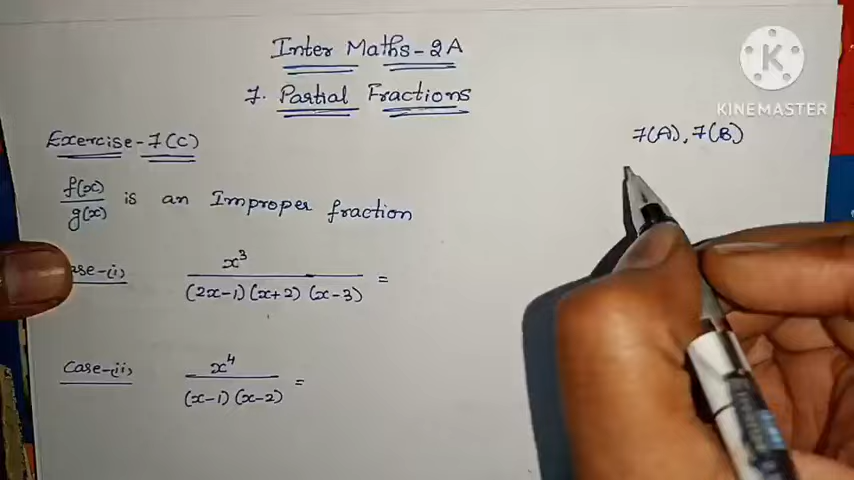 Inter Maths-2A
7. Partial Fractions
KINEMASTER
Exercise-7(C)
7(A), 7(B)
f(x)/g(x) is an Improper fraction
ase-(i) x³/(2x-1)(x+2)(x-3) =
Case-(ii) x⁴/(x-1)(x-2) =